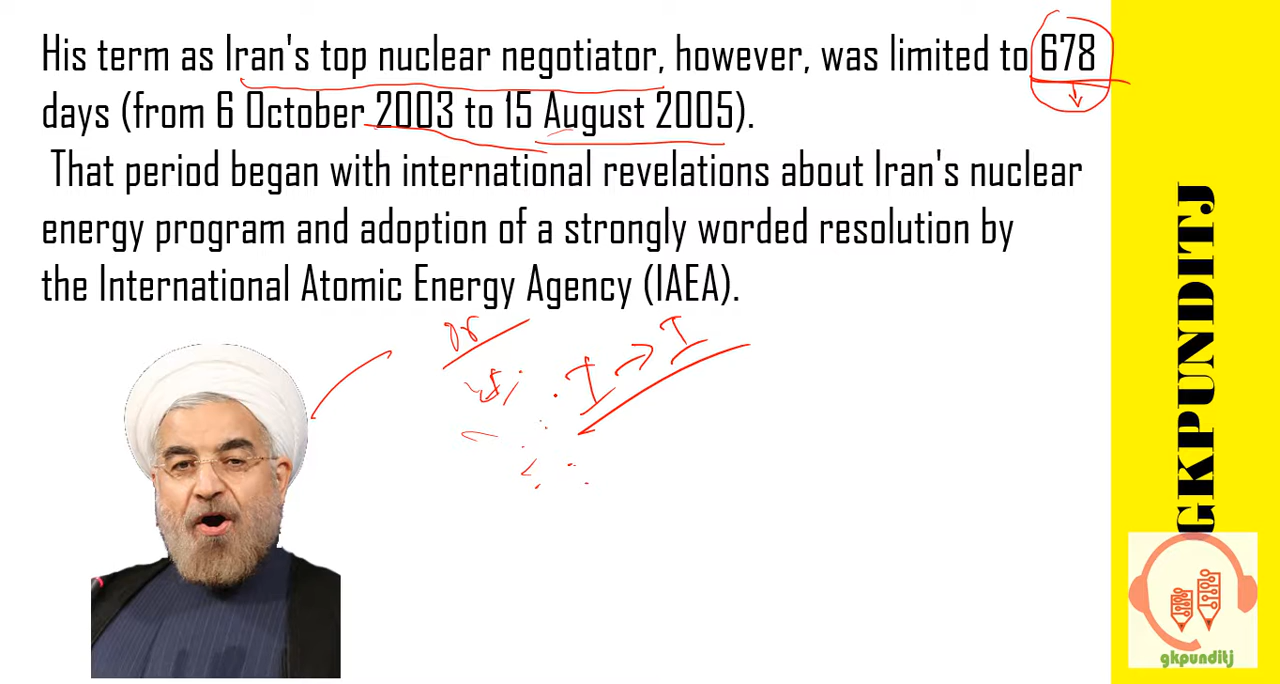 His term as Iran's top nuclear negotiator, however, was limited to 678
days (from 6 October 2003 to 15 August 2005).
That period began with international revelations about Iran's nuclear
energy program and adoption of a strongly worded resolution by
the International Atomic Energy Agency (IAEA).
I → I
GKPUNDITJ
gkpunditj